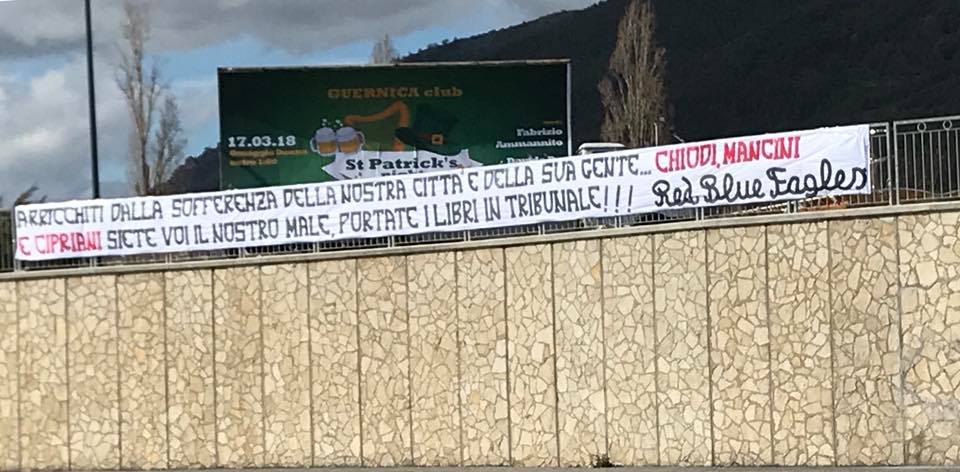 GUERNICA club
17.03.18
Fabrizio
Ammannito
St Patrick's
ARRICCHITI DALLA SOFFERENZA DELLA NOSTRA CITTÀ E DELLA SUA GENTE... CHIODI, MANCINI
E CIPRIANI SIETE VOI IL NOSTRO MALE, PORTATE I LIBRI IN TRIBUNALE!!! Red Blue Eagles